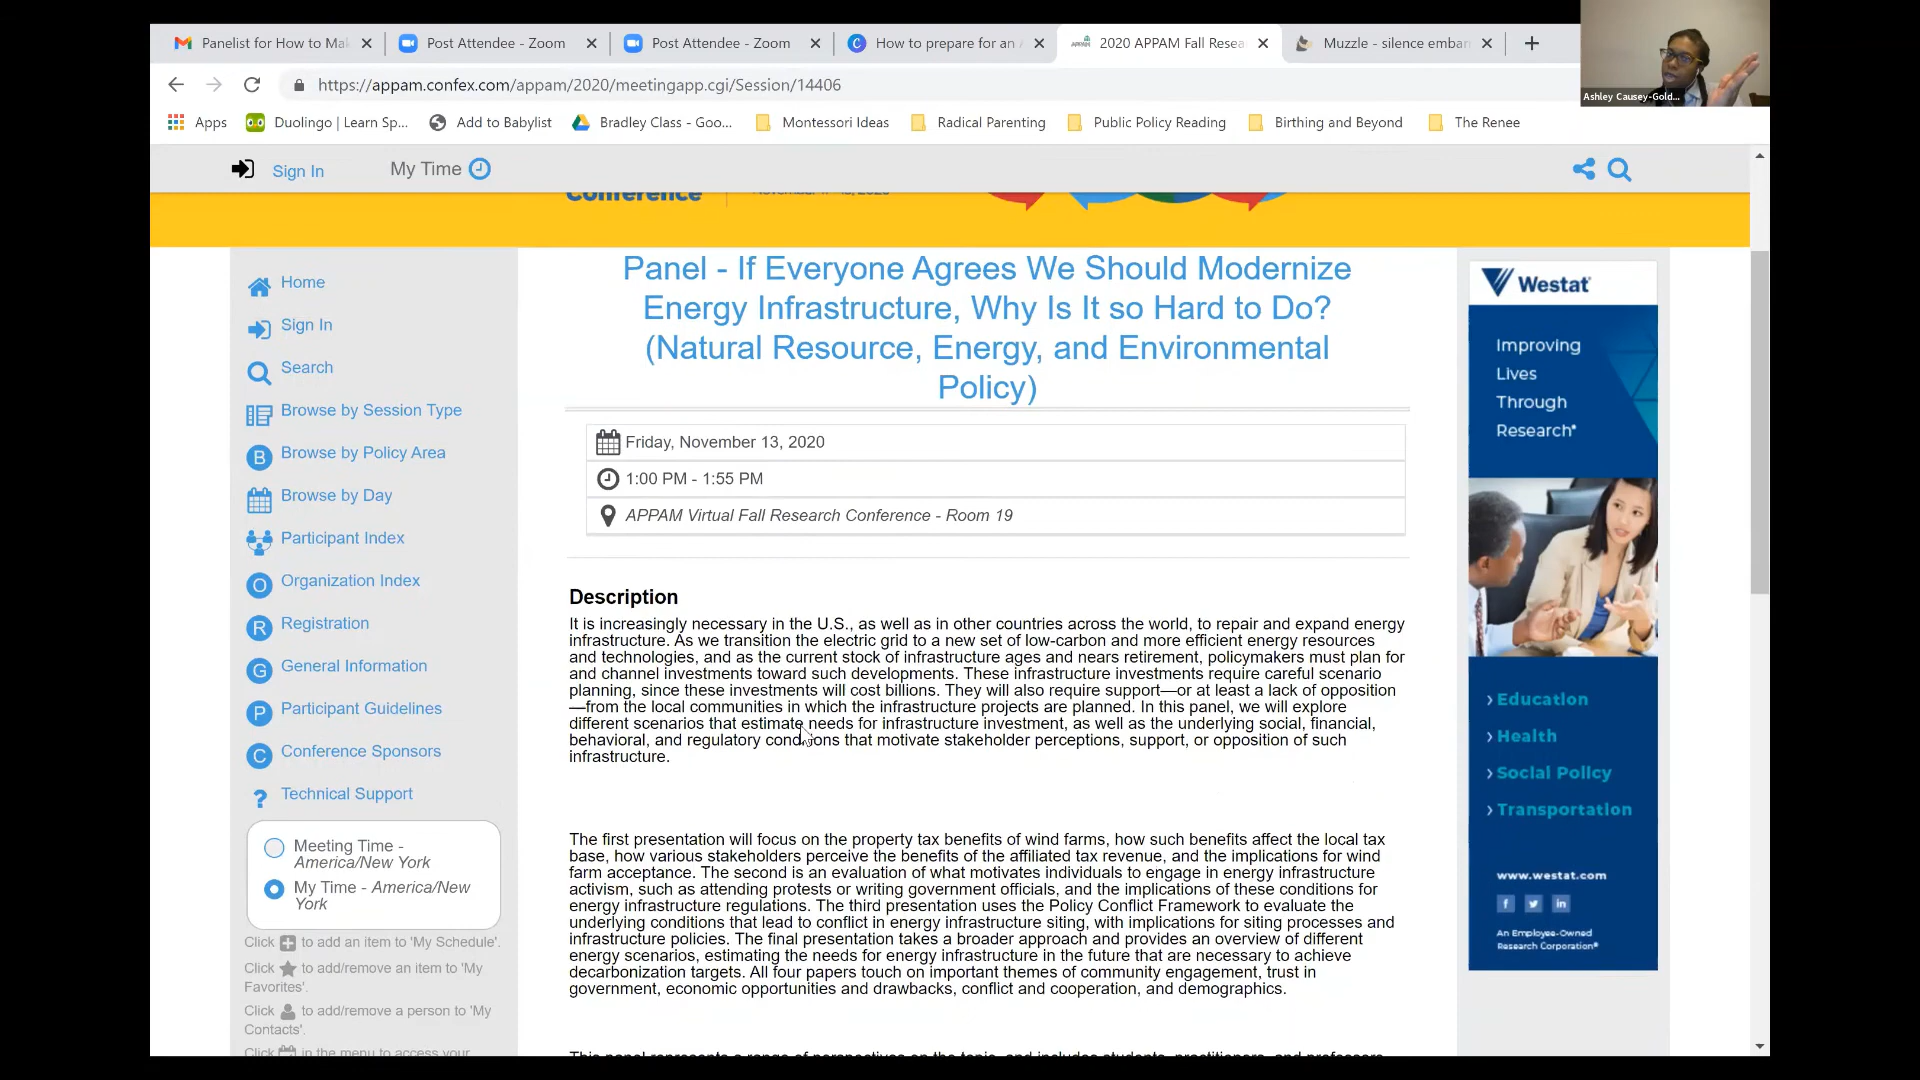 Panelist for How to Mak
Post Attendee - Zoom
Post Attendee - Zoom
How to prepare for an A
2020 APPAM Fall Resea
Muzzle - silence embarr
https://appam.confex.com/appam/2020/meetingapp.cgi/Session/14406
Ashley Causey-Gold...
Apps
Duolingo | Learn Sp...
Add to Babylist
Bradley Class - Goo...
Montessori Ideas
Radical Parenting
Public Policy Reading
Birthing and Beyond
The Renee
Sign In
My Time
Conference
Home
Sign In
Search
Browse by Session Type
B Browse by Policy Area
Browse by Day
Participant Index
O Organization Index
R Registration
G General Information
P Participant Guidelines
C Conference Sponsors
? Technical Support
Meeting Time -
America/New York
My Time - America/New
York
Click to add an item to 'My Schedule'.
Click to add/remove an item to 'My
Favorites'.
Click to add/remove a person to 'My
Contacts'.
Click in the menu to access your
Panel - If Everyone Agrees We Should Modernize
Energy Infrastructure, Why Is It so Hard to Do?
(Natural Resource, Energy, and Environmental
Policy)
Friday, November 13, 2020
1:00 PM - 1:55 PM
APPAM Virtual Fall Research Conference - Room 19
Description
It is increasingly necessary in the U.S., as well as in other countries across the world, to repair and expand energy
infrastructure. As we transition the electric grid to a new set of low-carbon and more efficient energy resources
and technologies, and as the current stock of infrastructure ages and nears retirement, policymakers must plan for
and channel investments toward such developments. These infrastructure investments require careful scenario
planning, since these investments will cost billions. They will also require support—or at least a lack of opposition
—from the local communities in which the infrastructure projects are planned. In this panel, we will explore
different scenarios that estimate needs for infrastructure investment, as well as the underlying social, financial,
behavioral, and regulatory conditions that motivate stakeholder perceptions, support, or opposition of such
infrastructure.
The first presentation will focus on the property tax benefits of wind farms, how such benefits affect the local tax
base, how various stakeholders perceive the benefits of the affiliated tax revenue, and the implications for wind
farm acceptance. The second is an evaluation of what motivates individuals to engage in energy infrastructure
activism, such as attending protests or writing government officials, and the implications of these conditions for
energy infrastructure regulations. The third presentation uses the Policy Conflict Framework to evaluate the
underlying conditions that lead to conflict in energy infrastructure siting, with implications for siting processes and
infrastructure policies. The final presentation takes a broader approach and provides an overview of different
energy scenarios, estimating the needs for energy infrastructure in the future that are necessary to achieve
decarbonization targets. All four papers touch on important themes of community engagement, trust in
government, economic opportunities and drawbacks, conflict and cooperation, and demographics.
This panel represents a range of perspectives on the topic, and includes students, practitioners, and professors
Westat
Improving
Lives
Through
Research®
› Education
› Health
› Social Policy
› Transportation
www.westat.com
An Employee-Owned
Research Corporation®